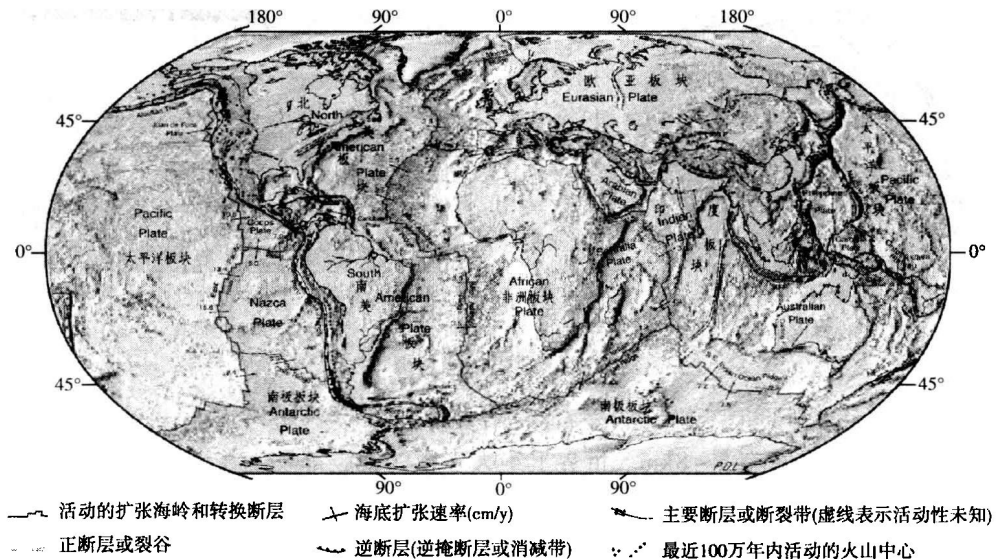 180° 90° 0° 90° 180°
欧 亚 板 块
Eurasian Plate
北
North
45° 45°
American
板
Plate
块
太
平
Pacific
Plate
块
Arabian
Plate
印 度
Indian
Plate
板
块
Pacific
Plate
太平洋板块
Cocos
Plate
0° 0°
South
南
美
American
Plate
块
Nazca
Plate
African
非洲板块
Plate
Australian
Plate
45° 45°
南极板块
Antarctic
Plate
南极板块
Antarctic Plate
90° 0° 90°
活动的扩张海岭和转换断层
海底扩张速率(cm/y)
主要断层或断裂带(虚线表示活动性未知)
正断层或裂谷
逆断层(逆掩断层或消减带)
最近100万年内活动的火山中心